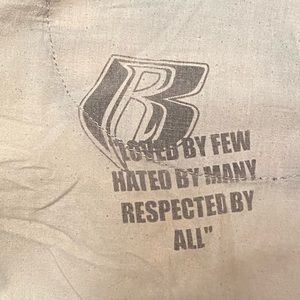 R
"LOVED BY FEW
HATED BY MANY
RESPECTED BY
ALL"